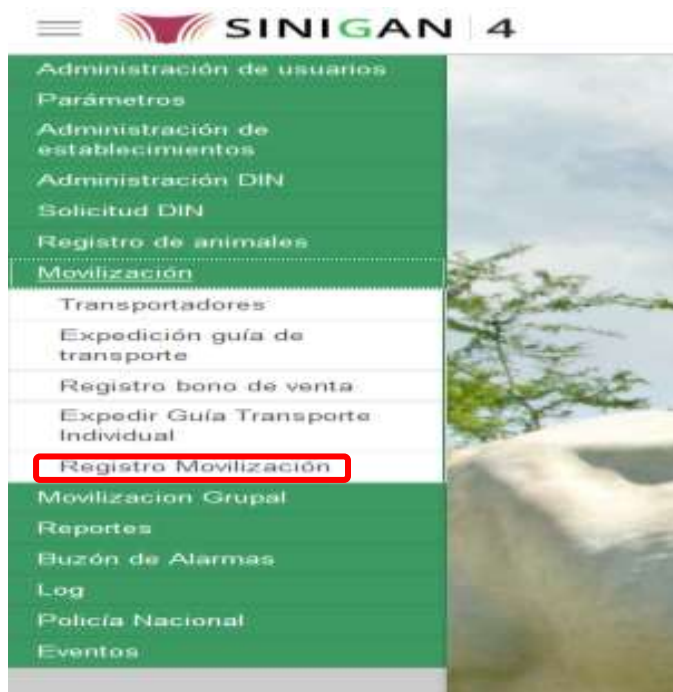 SINIGAN 4
Administración de usuarios
Parámetros
Administración de
establecimientos
Administración DIN
Solicitud DIN
Registro de animales
Movilización
Transportadores
Expedición guía de
transporte
Registro bono de venta
Expedir Guía Transporte
Individual
Registro Movilización
Movilizacion Grupal
Reportes
Buzón de Alarmas
Log
Policía Nacional
Eventos